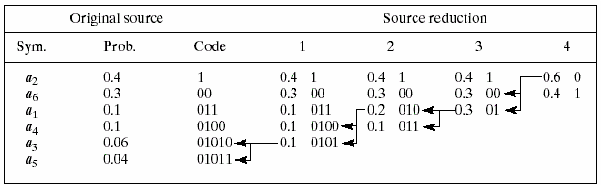 Original source Source reduction
Sym. Prob. Code 1 2 3 4
a2 0.4 1 0.4 1 0.4 1 0.4 1 0.6 0
a6 0.3 00 0.3 00 0.3 00 0.3 00 0.4 1
a1 0.1 011 0.1 011 0.2 010 0.3 01
a4 0.1 0100 0.1 0100 0.1 011
a3 0.06 01010 0.1 0101
a5 0.04 01011